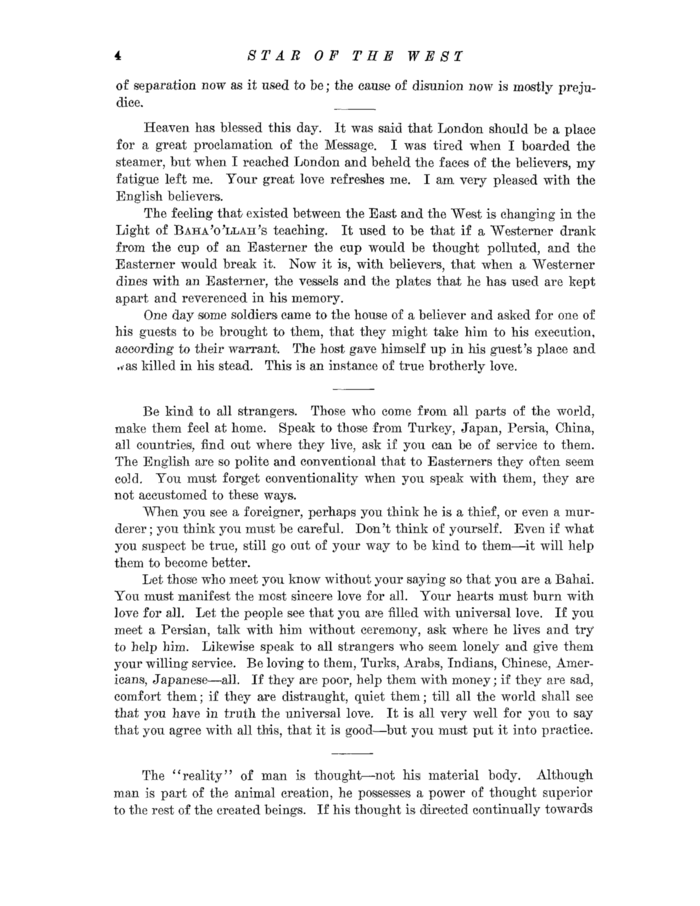 4 STAR OF THE WEST
of separation now as it used to be; the cause of disunion now is mostly preju-
dice.
Heaven has blessed this day. It was said that London should be a place
for a great proclamation of the Message. I was tired when I boarded the
steamer, but when I reached London and beheld the faces of the believers, my
fatigue left me. Your great love refreshes me. I am very pleased with the
English believers.
The feeling that existed between the East and the West is changing in the
Light of BAHA'O'LLAH'S teaching. It used to be that if a Westerner drank
from the cup of an Easterner the cup would be thought polluted, and the
Easterner would break it. Now it is, with believers, that when a Westerner
dines with an Easterner, the vessels and the plates that he has used are kept
apart and reverenced in his memory.
One day some soldiers came to the house of a believer and asked for one of
his guests to be brought to them, that they might take him to his execution,
according to their warrant. The host gave himself up in his guest's place and
was killed in his stead. This is an instance of true brotherly love.
Be kind to all strangers. Those who come from all parts of the world,
make them feel at home. Speak to those from Turkey, Japan, Persia, China,
all countries, find out where they live, ask if you can be of service to them.
The English are so polite and conventional that to Easterners they often seem
cold. You must forget conventionality when you speak with them, they are
not accustomed to these ways.
When you see a foreigner, perhaps you think he is a thief, or even a mur-
derer; you think you must be careful. Don't think of yourself. Even if what
you suspect be true, still go out of your way to be kind to them—it will help
them to become better.
Let those who meet you know without your saying so that you are a Bahai.
You must manifest the most sincere love for all. Your hearts must burn with
love for all. Let the people see that you are filled with universal love. If you
meet a Persian, talk with him without ceremony, ask where he lives and try
to help him. Likewise speak to all strangers who seem lonely and give them
your willing service. Be loving to them, Turks, Arabs, Indians, Chinese, Amer-
icans, Japanese—all. If they are poor, help them with money; if they are sad,
comfort them; if they are distraught, quiet them; till all the world shall see
that you have in truth the universal love. It is all very well for you to say
that you agree with all this, that it is good—but you must put it into practice.
The "reality" of man is thought—not his material body. Although
man is part of the animal creation, he possesses a power of thought superior
to the rest of the created beings. If his thought is directed continually towards